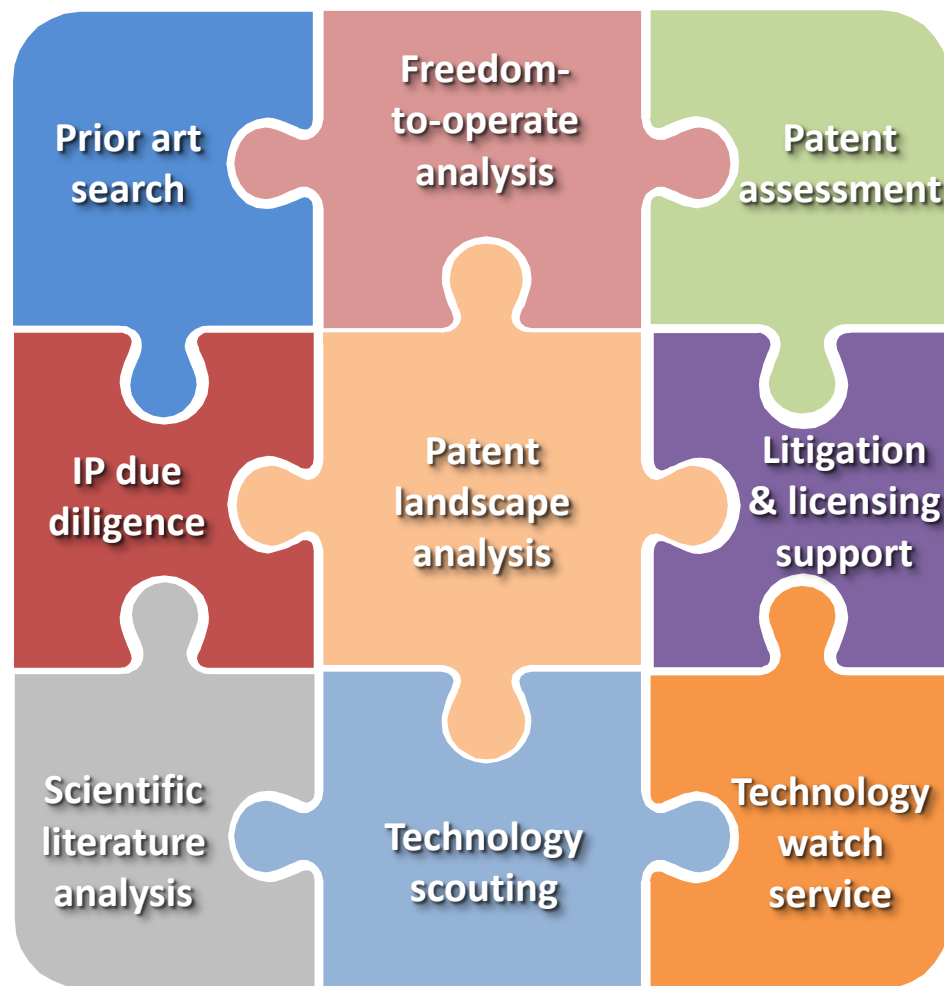 Prior art
search
Freedom-
to-operate
analysis
Patent
assessment
IP due
diligence
Patent
landscape
analysis
Litigation
& licensing
support
Scientific
literature
analysis
Technology
scouting
Technology
watch
service